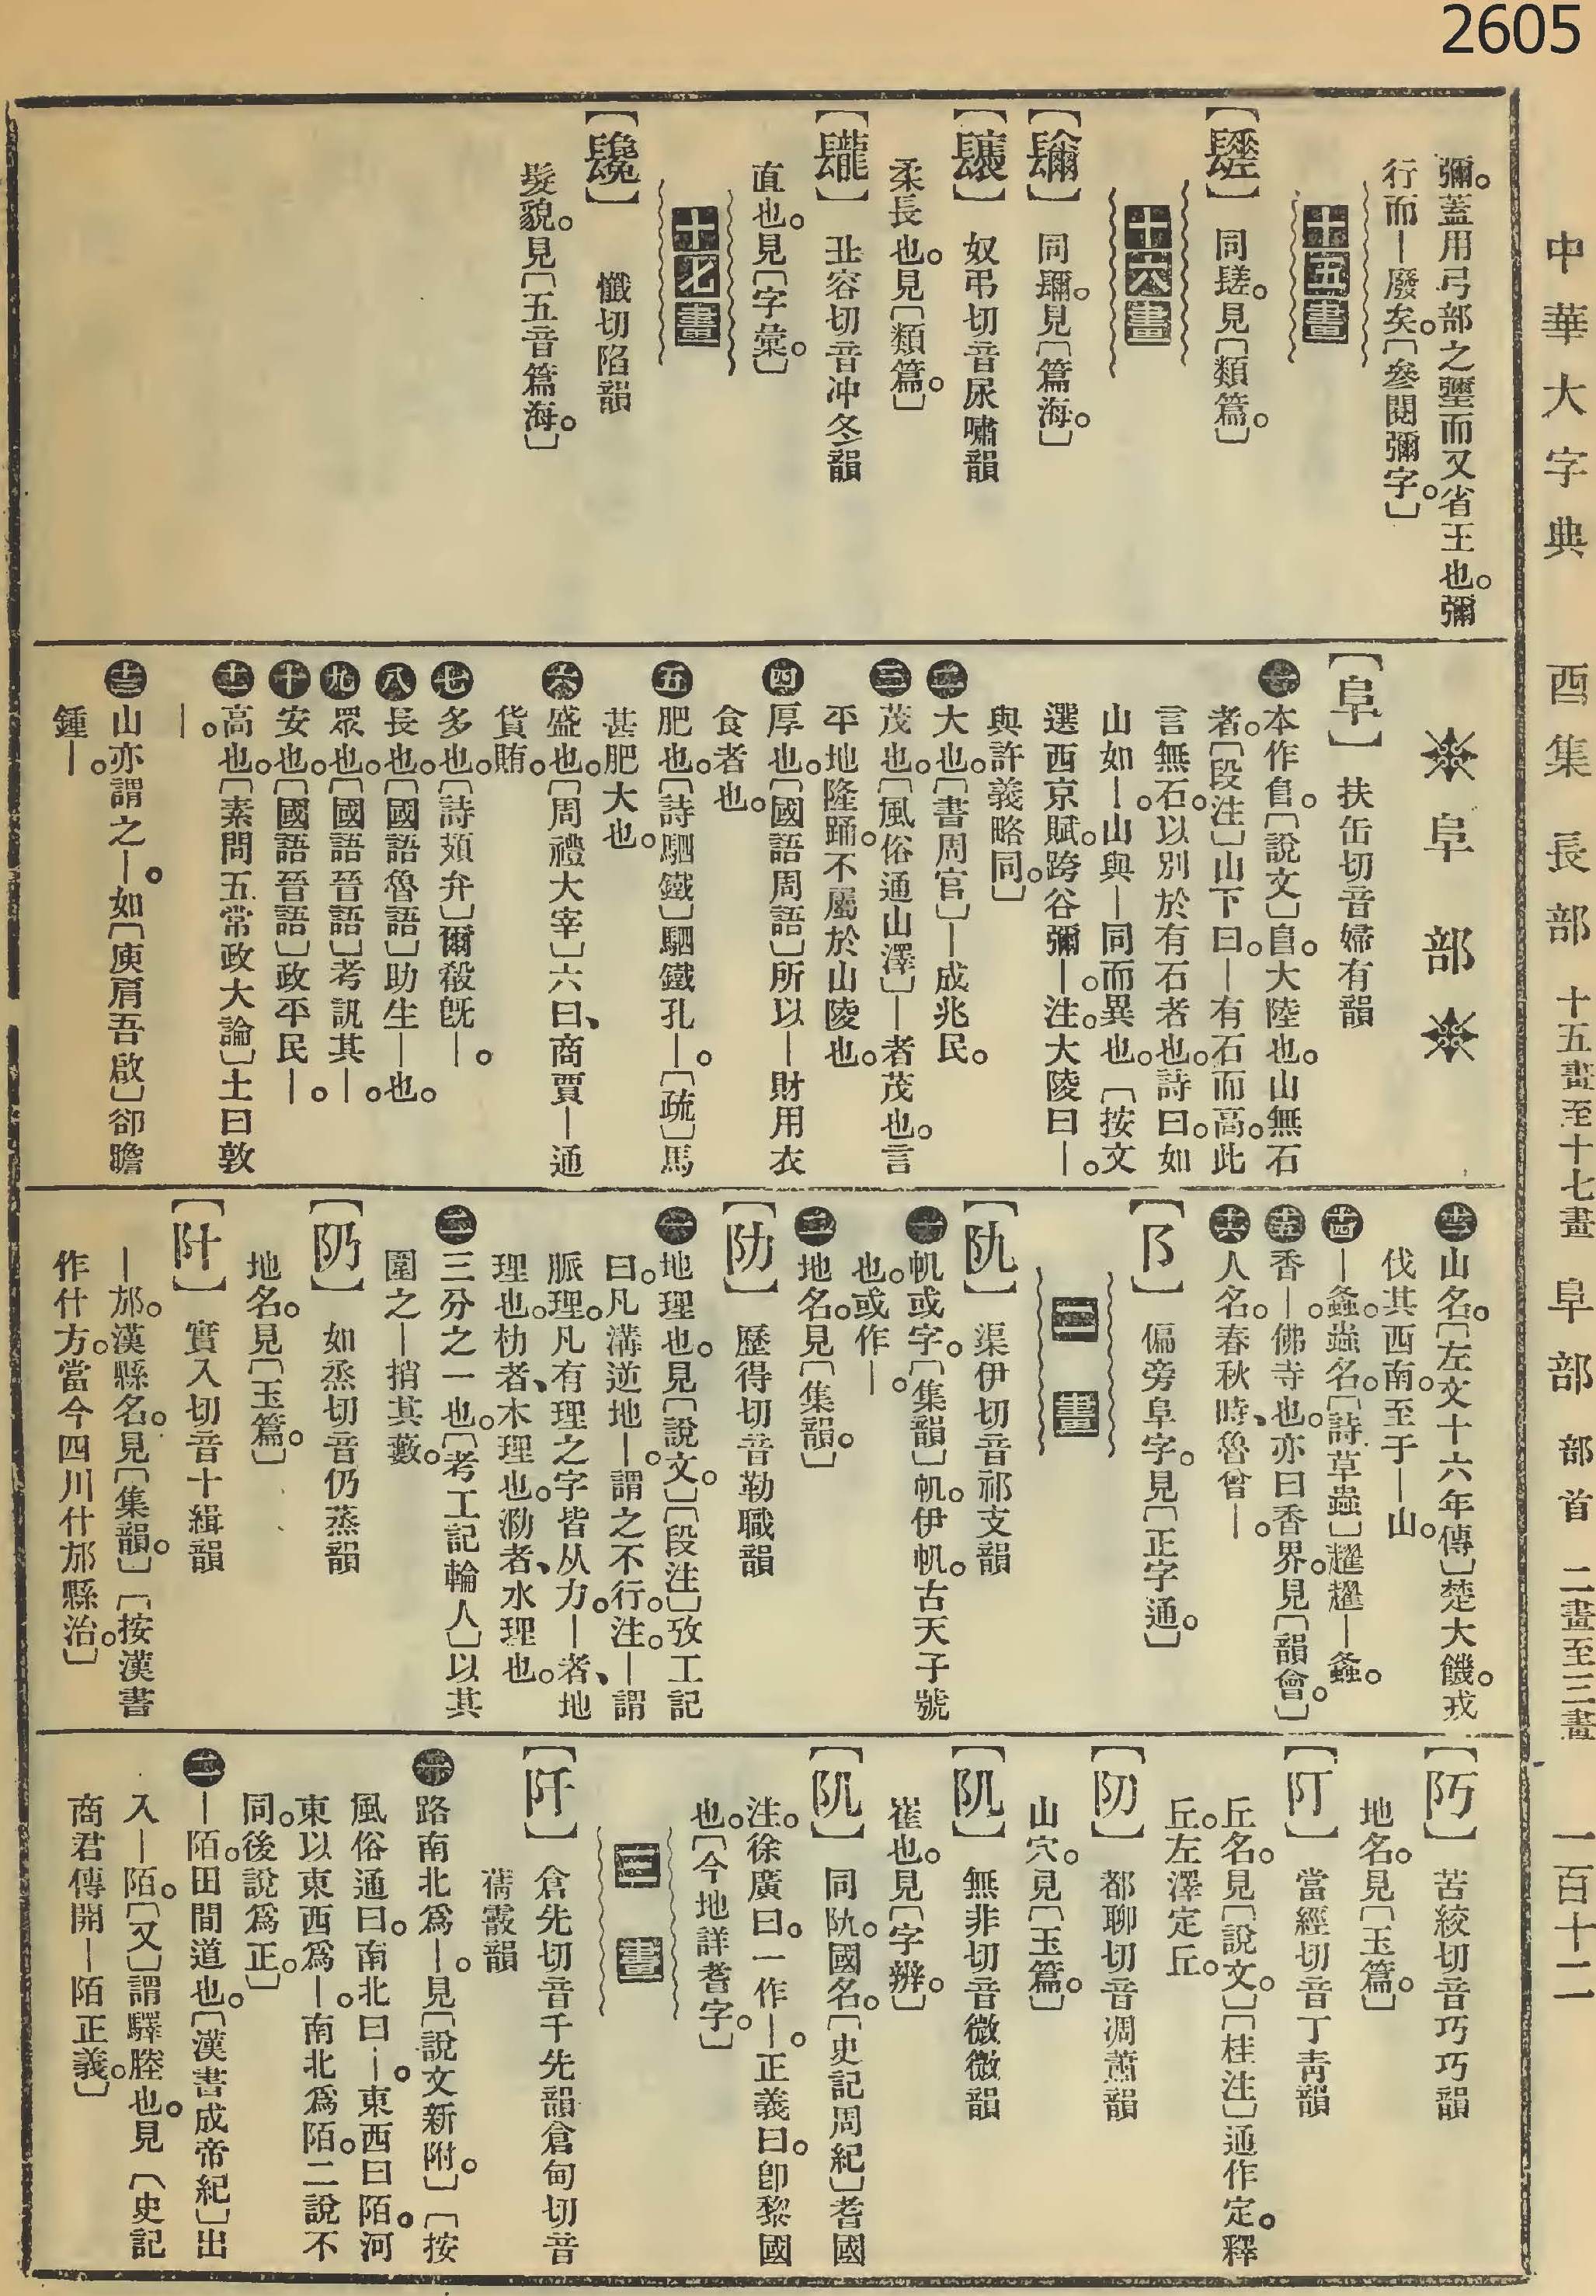 2605
中華大字典 酉集 長部 十五畫至十七畫 阜部 部首 二畫至三畫 一百十二
彌。蓋用弓部之壐而又省王也。彌
行而—廢矣。〔參閱彌字。〕
十五畫
同镸。見〔類篇。〕
十六畫
同镾。見〔篇海。〕
奴弔切音尿嘯韻
柔長也。見〔類篇。〕
丑容切音冲冬韻
直也。見〔字彙。〕
十七畫
懺切陷韻
髮貌。見〔五音篇海。〕
阜部
〔阜〕 扶缶切音婦有韻
㊀本作𨸏。〔說文〕𨸏。大陸也。山無石
者。〔段注〕山下曰。—有石而高。此
言無石。以別於有石者也。詩曰。如
山如—。山與—同而異也。〔按文
選西京賦。跨谷彌—。注。大陵曰—。
與許義略同。〕
㊁大也。〔書周官〕—成兆民。
㊂茂也。〔風俗通山澤〕—者茂也。言
平地隆踊。不屬於山陵也。
㊃厚也。〔國語周語〕所以—財用衣
食者也。
㊄肥也。〔詩駟鐵〕駟鐵孔—。〔疏〕馬
甚肥大也。
㊅盛也。〔周禮大宰〕六曰、商賈—通
貨賄。
㊆多也。〔詩頍弁〕爾殽旣—。
㊇長也。〔國語魯語〕助生—也。
㊈眾也。〔國語晉語〕考訊其—。
㊉安也。〔國語晉語〕政平民—。
十一高也。〔素問五常政大論〕土曰敦
—。
十二山亦謂之—。如〔庾肩吾啟〕卻瞻
鍾—。
十三山名。〔左文十六年傳〕楚大饑。戎
伐其西南。至于—山。
十四—螽。蟲名。〔詩草蟲〕趯趯—螽。
十五香—。佛寺也。亦曰香界。見〔韻會。〕
十六人名。春秋時、魯曾—。
〔阝〕 偏旁阜字。見〔正字通。〕
二畫
〔阞〕 渠伊切音祁支韻
㊀帆或字。〔集韻〕帆。伊帆。古天子號
也。或作—。
㊁地名。見〔集韻。〕
〔阞〕 歷得切音勒職韻
㊀地理也。見〔說文。〕〔段注〕攷工記
曰。凡溝逆地—。謂之不行。注。—謂
脈理。凡有理之字皆从力。—者、地
理也。朸者、木理也。泐者、水理也。
㊁三分之一也。〔考工記輪人〕以其
圍之—捎其藪。
〔阾〕 如烝切音仍蒸韻
地名。見〔玉篇。〕
〔阩〕 實入切音十緝韻
—邡。漢縣名。見〔集韻。〕〔按漢書
作什方。當今四川什邡縣治。〕
〔阣〕 苦絞切音巧巧韻
地名。見〔玉篇。〕
〔阠〕 當經切音丁青韻
丘名。見〔說文。〕〔桂注〕通作定。釋
丘。左澤定丘。
都聊切音凋蕭韻
山穴。見〔玉篇。〕
無非切音微微韻
崔也。見〔字辨。〕
同阞。國名。〔史記周紀〕耆國
注。徐廣曰。一作—。正義曰。卽黎國
也。〔今地詳耆字。〕
三畫
〔阡〕 倉先切音千先韻倉甸切音
蒨霰韻
㊀路南北爲—。見〔說文新附。〕〔按
風俗通曰。南北曰—。東西曰陌。河
東以東西爲—。南北爲陌。二說不
同。後說爲正。〕
㊁—陌。田間道也。〔漢書成帝紀〕出
入—陌。〔又〕謂驛塍也。見〔史記
商君傳開—陌正義。〕